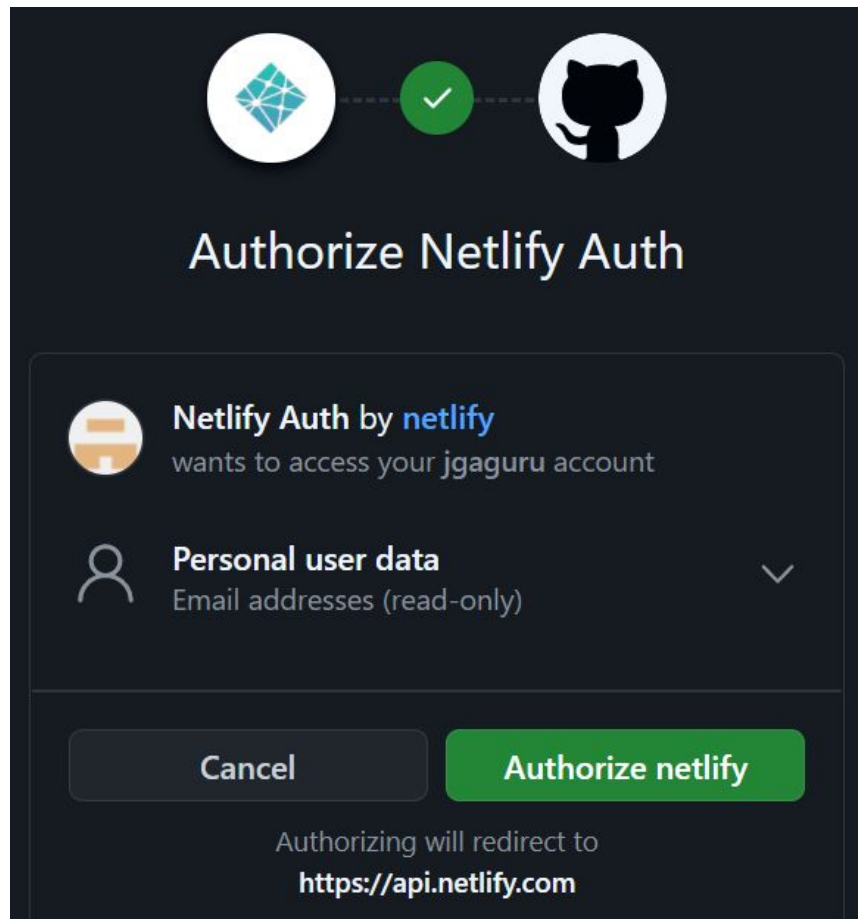 Authorize Netlify Auth
Netlify Auth by netlify
wants to access your jgaguru account
Personal user data
Email addresses (read-only)
Cancel
Authorize netlify
Authorizing will redirect to
https://api.netlify.com